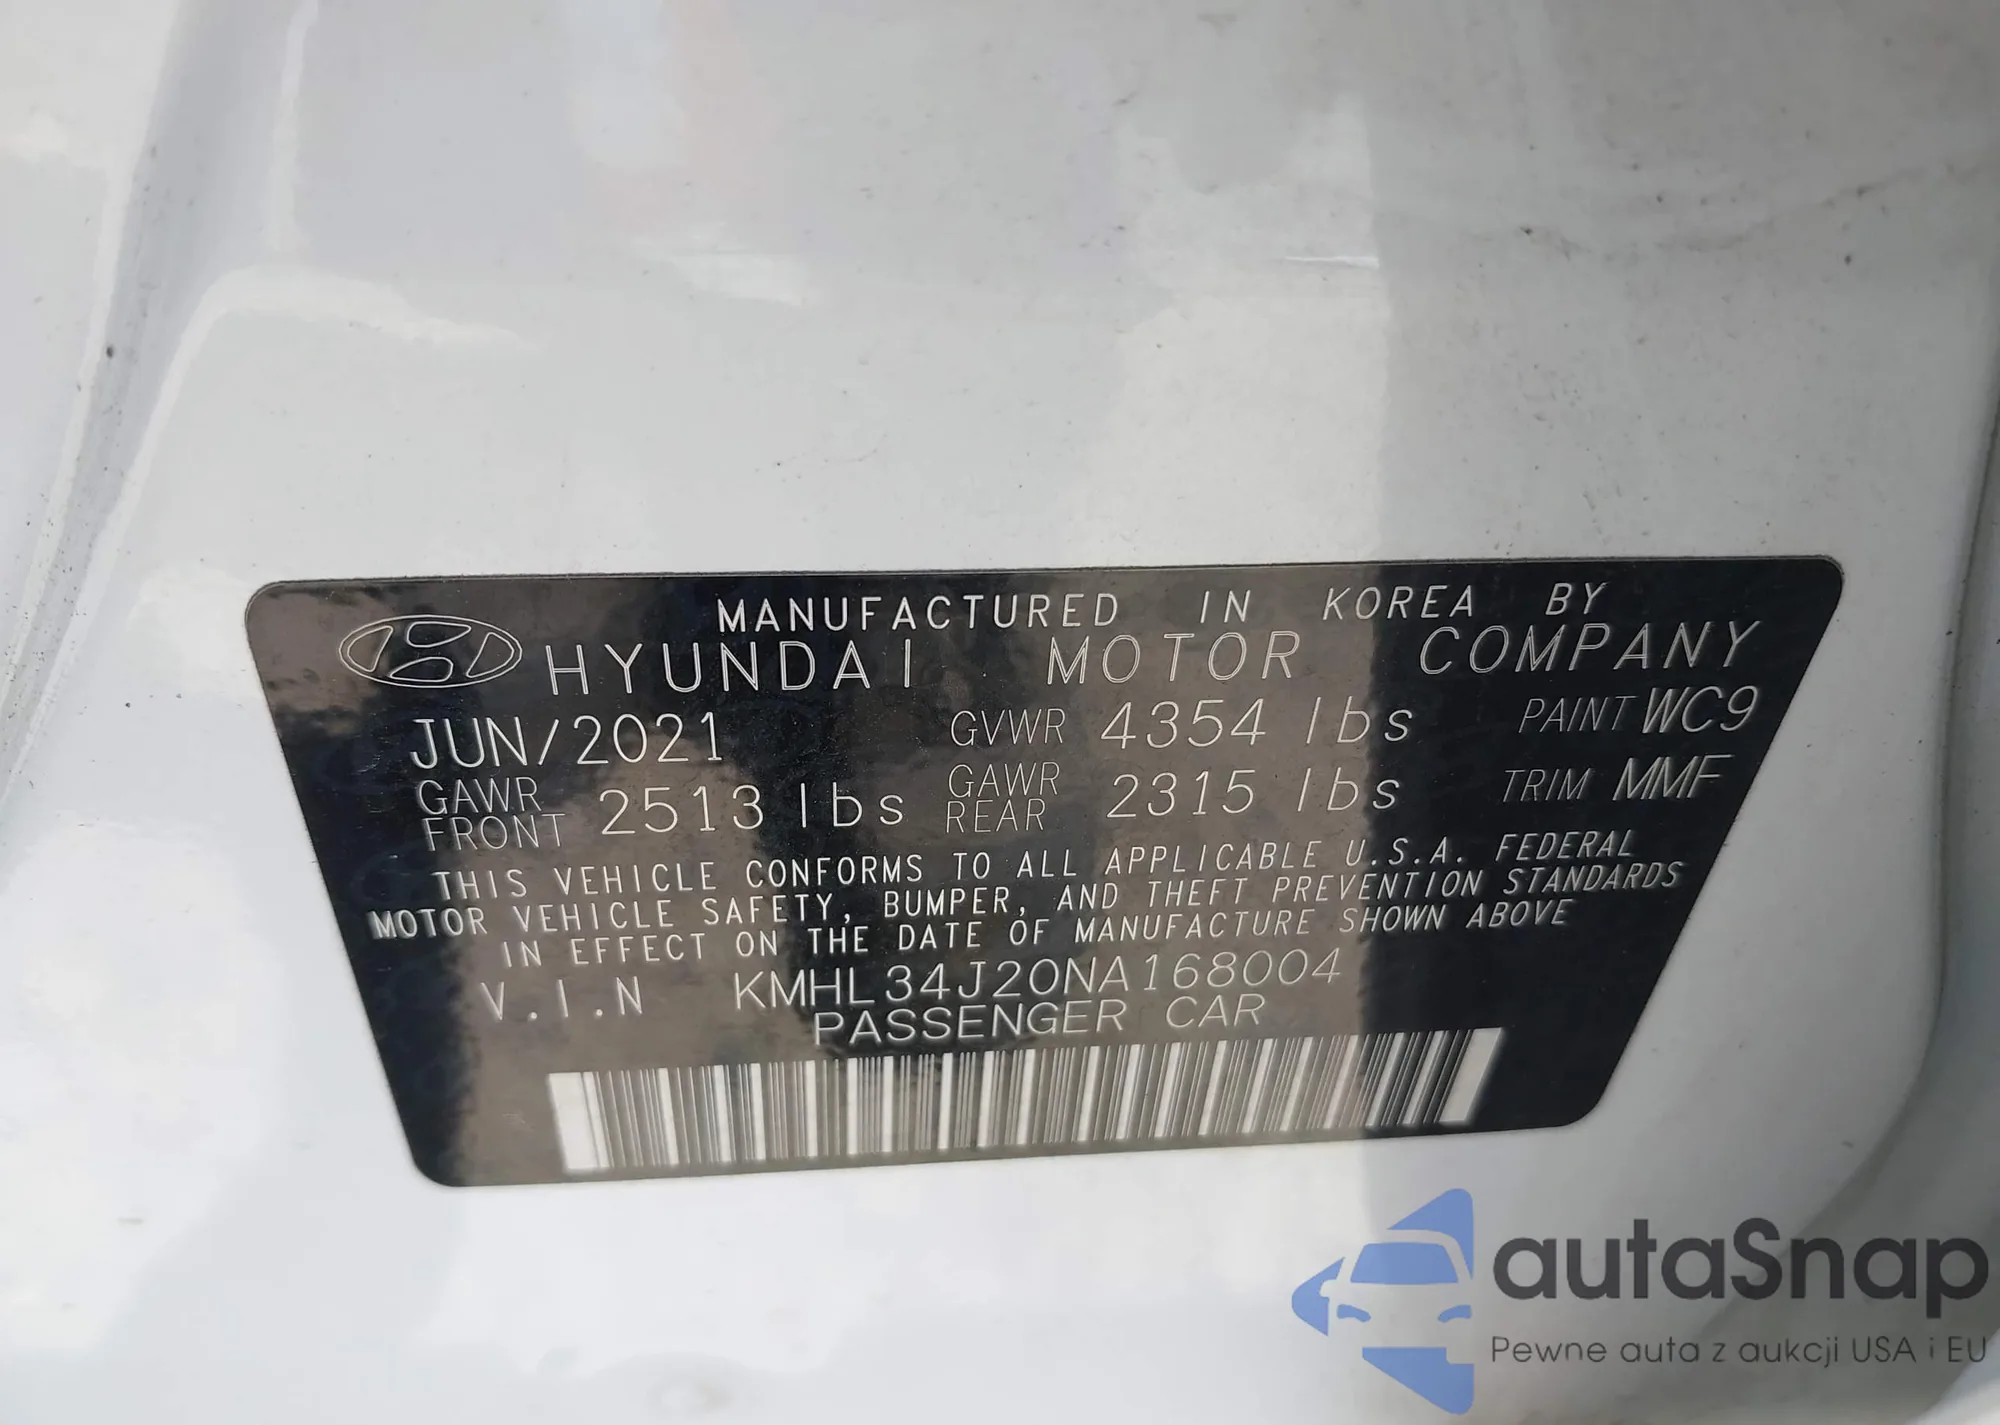 MANUFACTURED IN KOREA BY
HYUNDAI MOTOR COMPANY
JUN/2021 GVWR 4354 lbs PAINT WC9
GAWR FRONT 2513 lbs GAWR REAR 2315 lbs TRIM MMF
THIS VEHICLE CONFORMS TO ALL APPLICABLE U.S.A. FEDERAL
MOTOR VEHICLE SAFETY, BUMPER, AND THEFT PREVENTION STANDARDS
IN EFFECT ON THE DATE OF MANUFACTURE SHOWN ABOVE
V.I.N KMHL34J20NA168004
PASSENGER CAR
autaSnap
Pewne auta z aukcji USA i EU